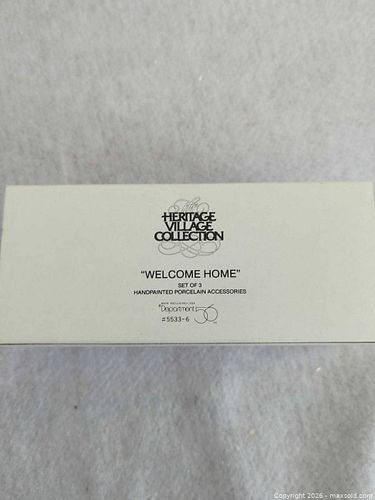 The
HERITAGE
VILLAGE
COLLECTION
"WELCOME HOME"
SET OF 3
HANDPAINTED PORCELAIN ACCESSORIES
Department 56
#5533-6
Copyright 2026 - maxsold.com